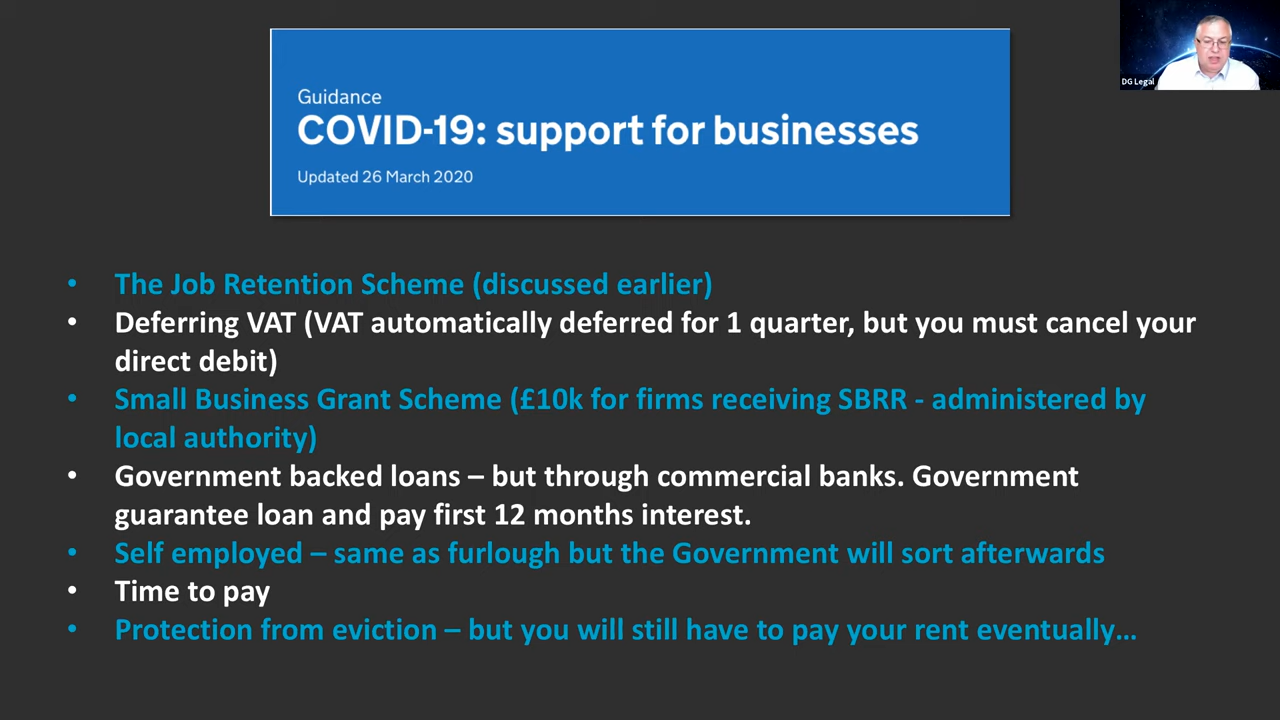 Guidance
COVID-19: support for businesses
Updated 26 March 2020
DG Legal
• The Job Retention Scheme (discussed earlier)
• Deferring VAT (VAT automatically deferred for 1 quarter, but you must cancel your
direct debit)
• Small Business Grant Scheme (£10k for firms receiving SBRR - administered by
local authority)
• Government backed loans – but through commercial banks. Government
guarantee loan and pay first 12 months interest.
• Self employed – same as furlough but the Government will sort afterwards
• Time to pay
• Protection from eviction – but you will still have to pay your rent eventually…